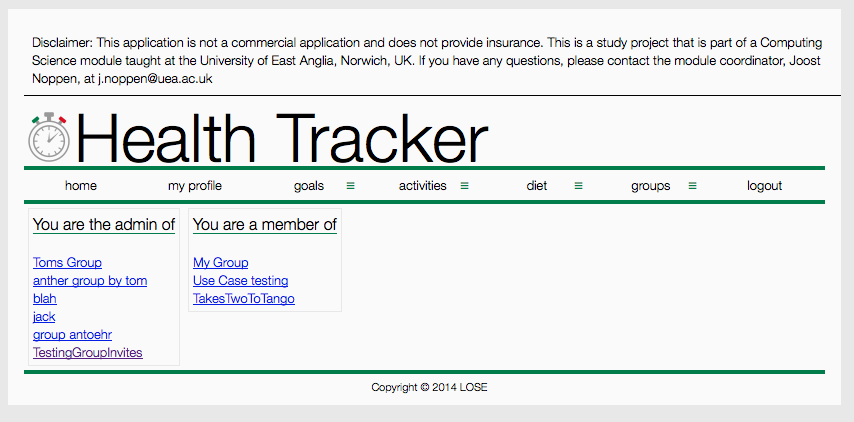 Disclaimer: This application is not a commercial application and does not provide insurance. This is a study project that is part of a Computing
Science module taught at the University of East Anglia, Norwich, UK. If you have any questions, please contact the module coordinator, Joost
Noppen, at j.noppen@uea.ac.uk
Health Tracker
home my profile goals ≡ activities ≡ diet ≡ groups ≡ logout
You are the admin of
Toms Group
anther group by tom
blah
jack
group antoehr
TestingGroupInvites
You are a member of
My Group
Use Case testing
TakesTwoToTango
Copyright © 2014 LOSE